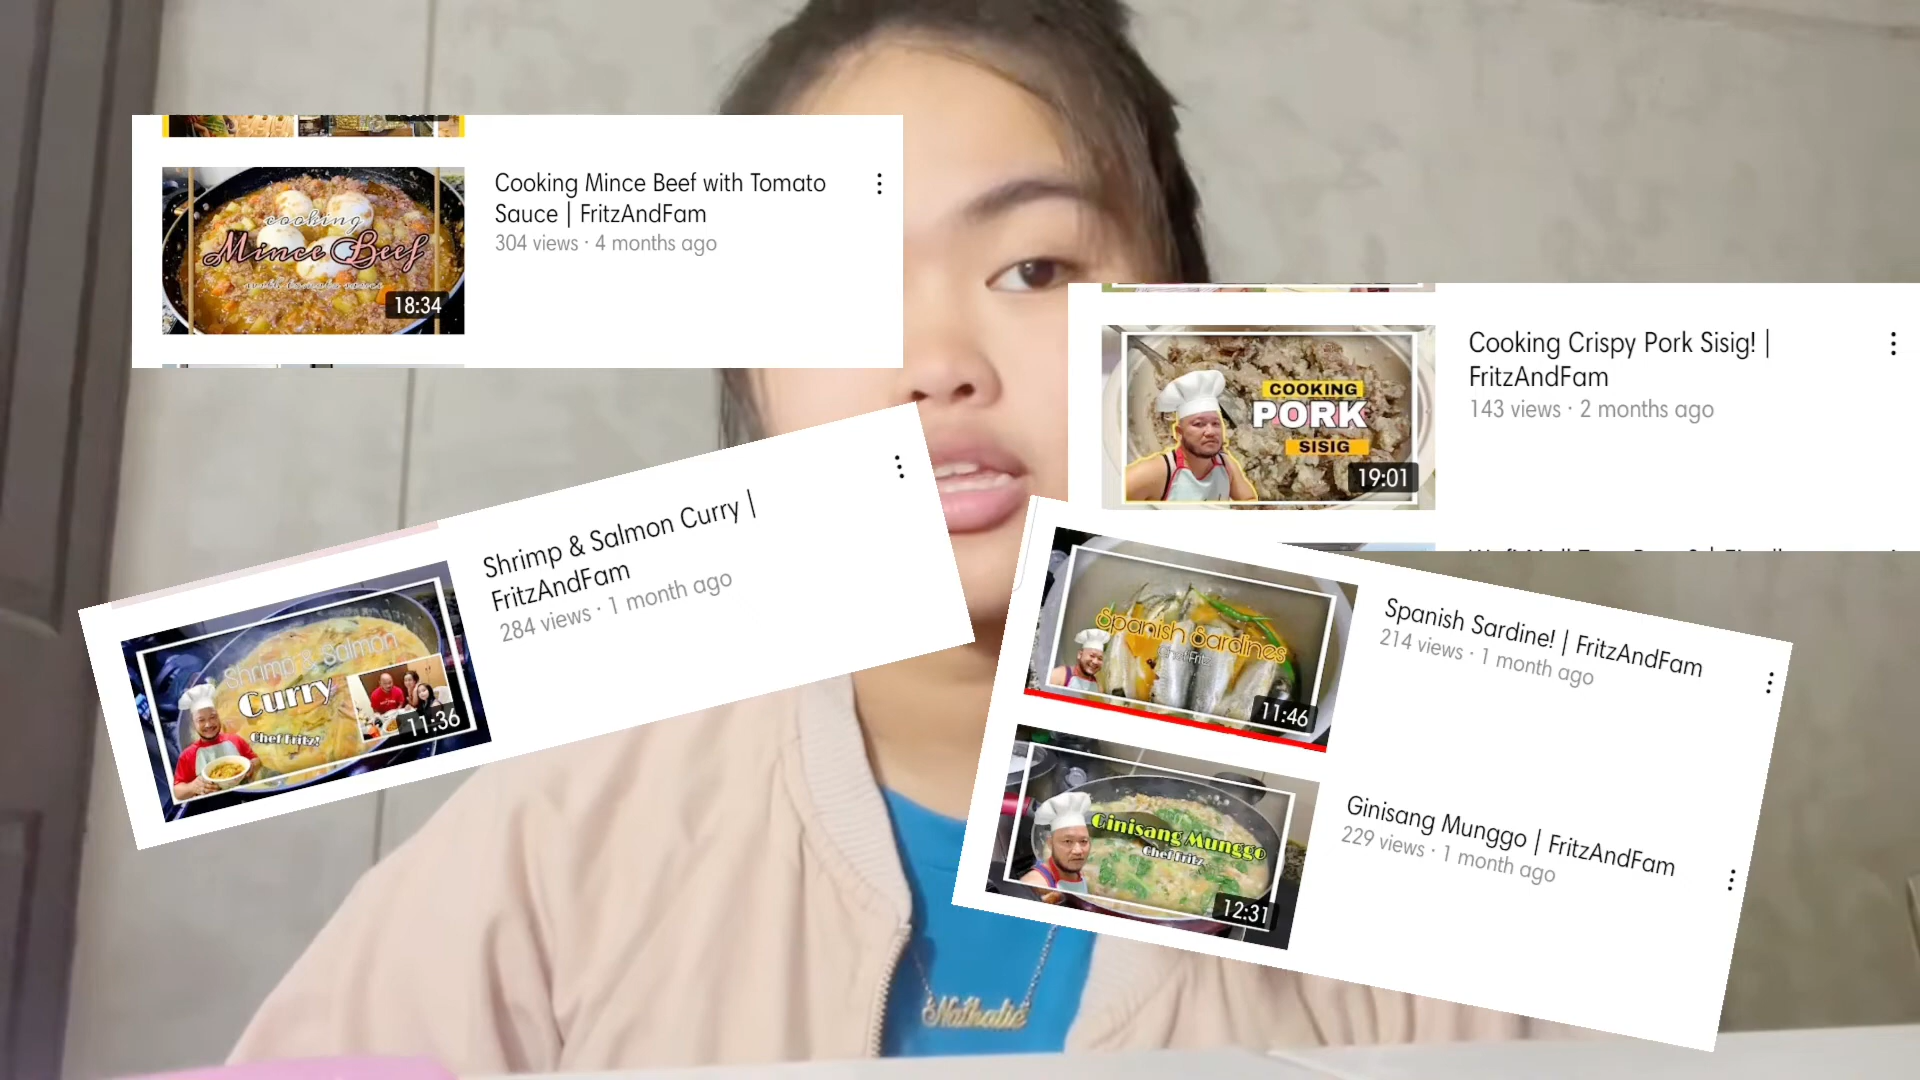 cooking
Mince Beef
with tomato sauce
18:34
Cooking Mince Beef with Tomato
Sauce | FritzAndFam
304 views · 4 months ago
COOKING
PORK
SISIG
19:01
Cooking Crispy Pork Sisig! |
FritzAndFam
143 views · 2 months ago
Shrimp & Salmon
Curry
Chef Fritz!
11:36
Shrimp & Salmon Curry |
FritzAndFam
284 views · 1 month ago
Spanish Sardines
Chef Fritz
11:46
Spanish Sardine! | FritzAndFam
214 views · 1 month ago
Ginisang Munggo
Chef Fritz
12:31
Ginisang Munggo | FritzAndFam
229 views · 1 month ago
Nathalie